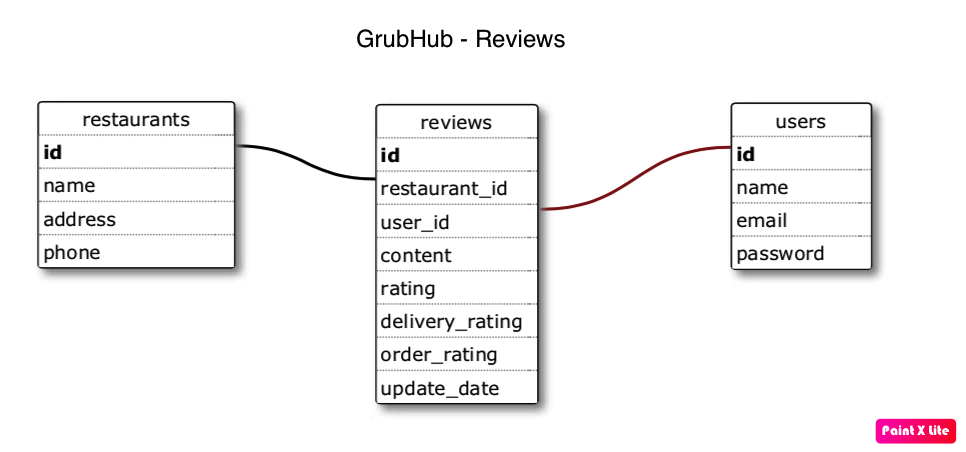 GrubHub - Reviews
restaurants
id
name
address
phone
reviews
id
restaurant_id
user_id
content
rating
delivery_rating
order_rating
update_date
users
id
name
email
password
Paint X Lite